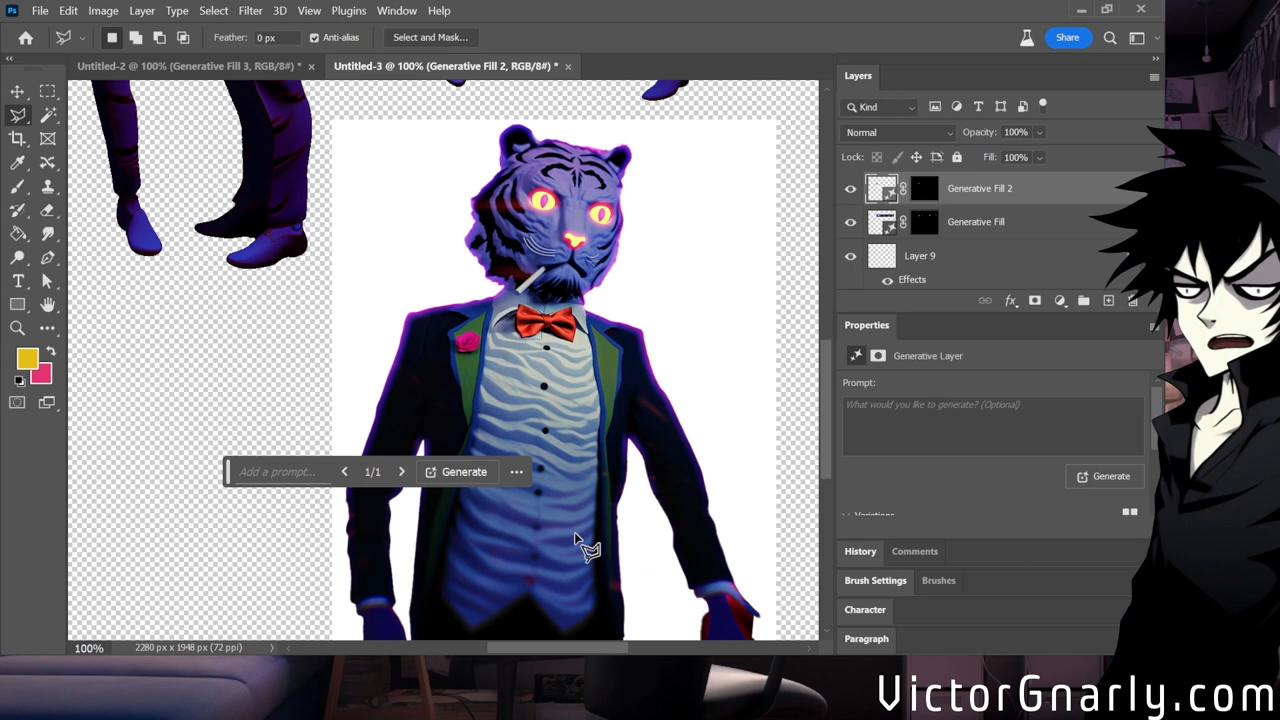 Ps File Edit Image Layer Type Select Filter 3D View Plugins Window Help
Feather: 0 px Anti-alias Select and Mask... Share
Untitled-2 @ 100% (Generative Fill 3, RGB/8#) * × Untitled-3 @ 100% (Generative Fill 2, RGB/8#) * ×
Layers
Kind
Normal Opacity: 100%
Lock: Fill: 100%
Generative Fill 2
Generative Fill
Layer 9
Effects
fx
Properties
Generative Layer
Prompt:
What would you like to generate? (Optional)
Generate
Add a prompt... 1/1 Generate
Variations
History Comments
Brush Settings Brushes
Character
Paragraph
100% 2280 px x 1948 px (72 ppi)
VictorGnarly.com